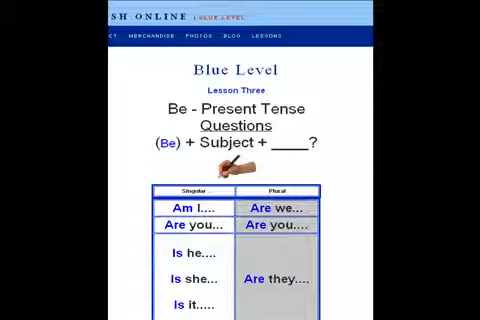 SH ONLINE | BLUE LEVEL
MERCHANDISE PHOTOS BLOG LESSONS
Blue Level
Lesson Three
Be - Present Tense
Questions
(Be) + Subject + ____?
Singular... Plural
Am I.... Are we...
Are you... Are you....
Is he....
Is she... Are they....
Is it.....